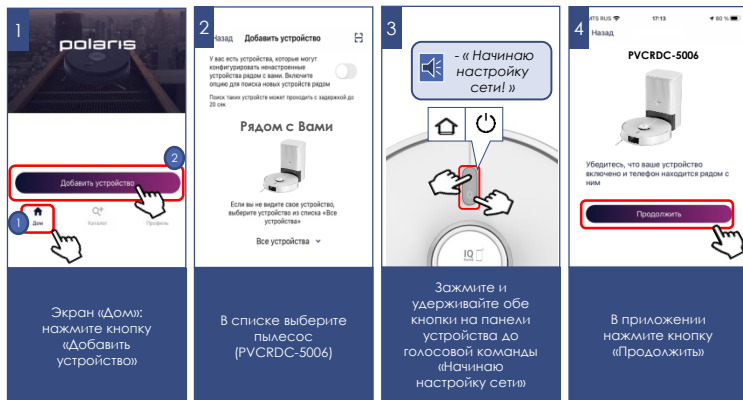 1
polaris
2
Добавить устройство
1
Дом
Каталог
Профиль
Экран «Дом»:
нажмите кнопку
«Добавить
устройство»
2
Назад Добавить устройство
У вас есть устройства, которые могут
конфигурировать ненастроенные
устройства рядом с вами. Включите
опцию для поиска новых устройств рядом
Поиск таких устройств может проходить с задержкой до
20 сек
Рядом с Вами
Если вы не видите свое устройство,
выберите устройство из списка «Все
устройства»
Все устройства
В списке выберите
пылесос
(PVCRDC-5006)
3
- « Начинаю
настройку
сети! »
IQ
Зажмите и
удерживайте обе
кнопки на панели
устройства до
голосовой команды
«Начинаю
настройку сети»
4
MTS RUS 17:13 80 %
Назад
PVCRDC-5006
Убедитесь, что ваше устройство
включено и телефон находится рядом с
ним
Продолжить
В приложении
нажмите кнопку
«Продолжить»